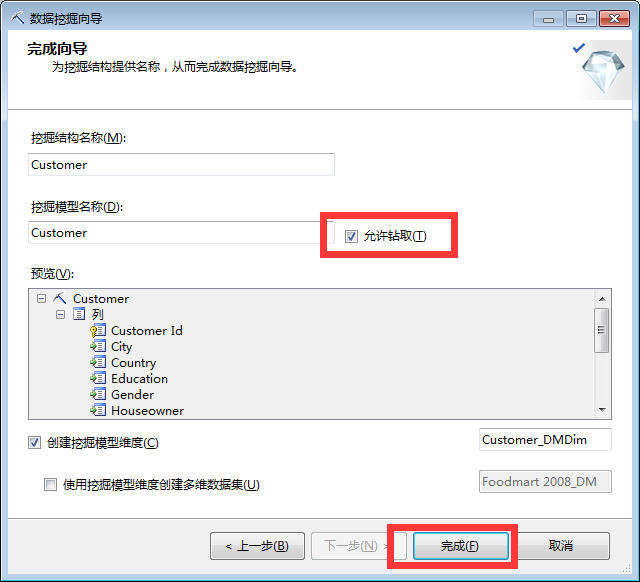 数据挖掘向导
完成向导
为挖掘结构提供名称，从而完成数据挖掘向导。
挖掘结构名称(M):
Customer
挖掘模型名称(D):
Customer
允许钻取(T)
预览(V):
Customer
列
Customer Id
City
Country
Education
Gender
Houseowner
创建挖掘模型维度(C)
Customer_DMDim
使用挖掘模型维度创建多维数据集(U)
Foodmart 2008_DM
< 上一步(B)
下一步(N) >
完成(F)
取消